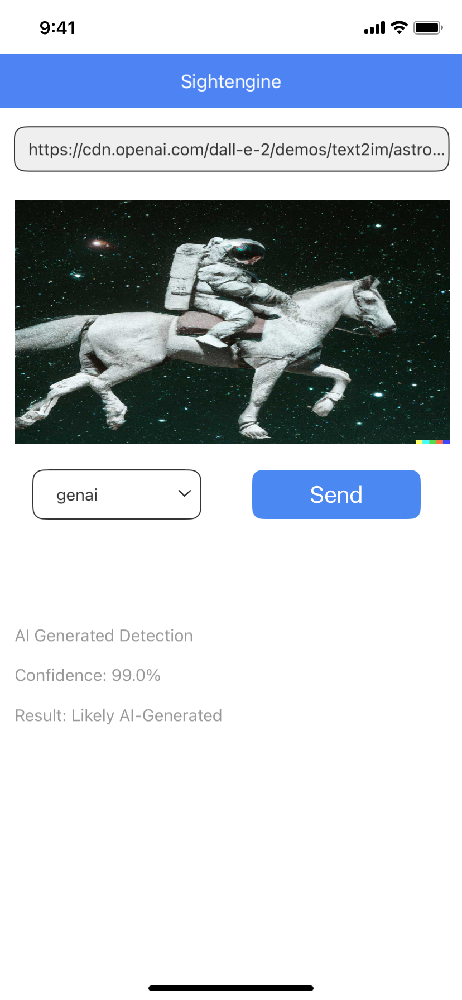 9:41
Sightengine
https://cdn.openai.com/dall-e-2/demos/text2im/astro...
genai
Send
AI Generated Detection
Confidence: 99.0%
Result: Likely AI-Generated